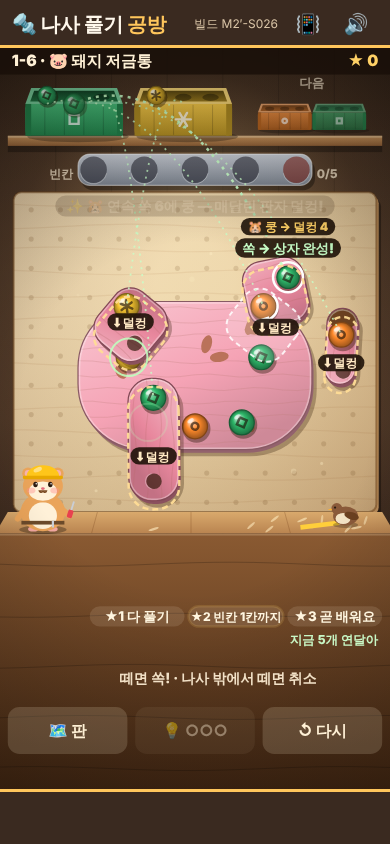 나사 풀기 공방
빌드 M2′-S026
1-6 · 🐷 돼지 저금통
★ 0
다음
빈칸
0/5
🐷 쿵 → 덜컹 4
쏙 → 상자 완성!
⬇덜컹
⬇덜컹
⬇덜컹
⬇덜컹
★1 다 풀기
★2 빈칸 1칸까지
★3 곧 배워요
지금 5개 연달아
떼면 쏙! · 나사 밖에서 떼면 취소
🗺️ 판
💡 ○○○
↺ 다시